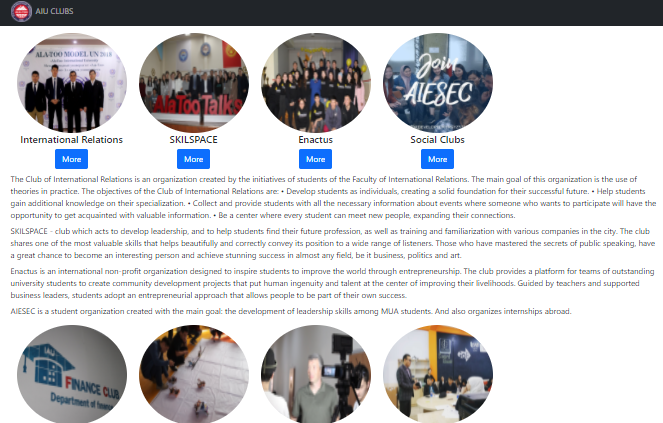 AIU CLUBS
ALA-TOO MODEL UN 2018
AlaTooTalks
Join
AIESEC
International Relations
SKILSPACE
Enactus
Social Clubs
More
More
More
More
The Club of International Relations is an organization created by the initiatives of students of the Faculty of International Relations. The main goal of this organization is the use of
theories in practice. The objectives of the Club of International Relations are: • Develop students as individuals, creating a solid foundation for their successful future. • Help students
gain additional knowledge on their specialization. • Collect and provide students with all the necessary information about events where someone who wants to participate will have the
opportunity to get acquainted with valuable information. • Be a center where every student can meet new people, expanding their connections.
SKILSPACE - club which acts to develop leadership, and to help students find their future profession, as well as training and familiarization with various companies in the city. The club
shares one of the most valuable skills that helps beautifully and correctly convey its position to a wide range of listeners. Those who have mastered the secrets of public speaking, have
a great chance to become an interesting person and achieve stunning success in almost any field, be it business, politics and art.
Enactus is an international non-profit organization designed to inspire students to improve the world through entrepreneurship. The club provides a platform for teams of outstanding
university students to create community development projects that put human ingenuity and talent at the center of improving their livelihoods. Guided by teachers and supported
business leaders, students adopt an entrepreneurial approach that allows people to be part of their own success.
AIESEC is a student organization created with the main goal: the development of leadership skills among MUA students. And also organizes internships abroad.
FINANCE CLUB
Department of finance